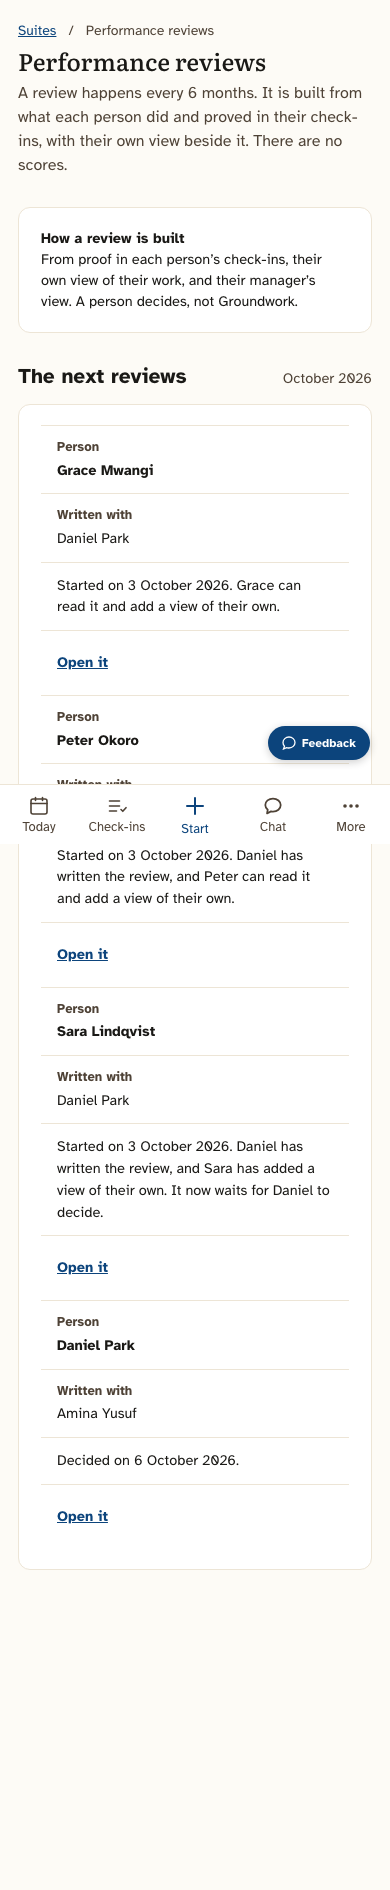 Suites / Performance reviews
Performance reviews
A review happens every 6 months. It is built from
what each person did and proved in their check-
ins, with their own view beside it. There are no
scores.
How a review is built
From proof in each person's check-ins, their
own view of their work, and their manager's
view. A person decides, not Groundwork.
The next reviews
October 2026
Person
Grace Mwangi
Written with
Daniel Park
Started on 3 October 2026. Grace can
read it and add a view of their own.
Open it
Person
Peter Okoro
Feedback
Written with
Today
Check-ins
Start
Chat
More
Started on 3 October 2026. Daniel has
written the review, and Peter can read it
and add a view of their own.
Open it
Person
Sara Lindqvist
Written with
Daniel Park
Started on 3 October 2026. Daniel has
written the review, and Sara has added a
view of their own. It now waits for Daniel to
decide.
Open it
Person
Daniel Park
Written with
Amina Yusuf
Decided on 6 October 2026.
Open it